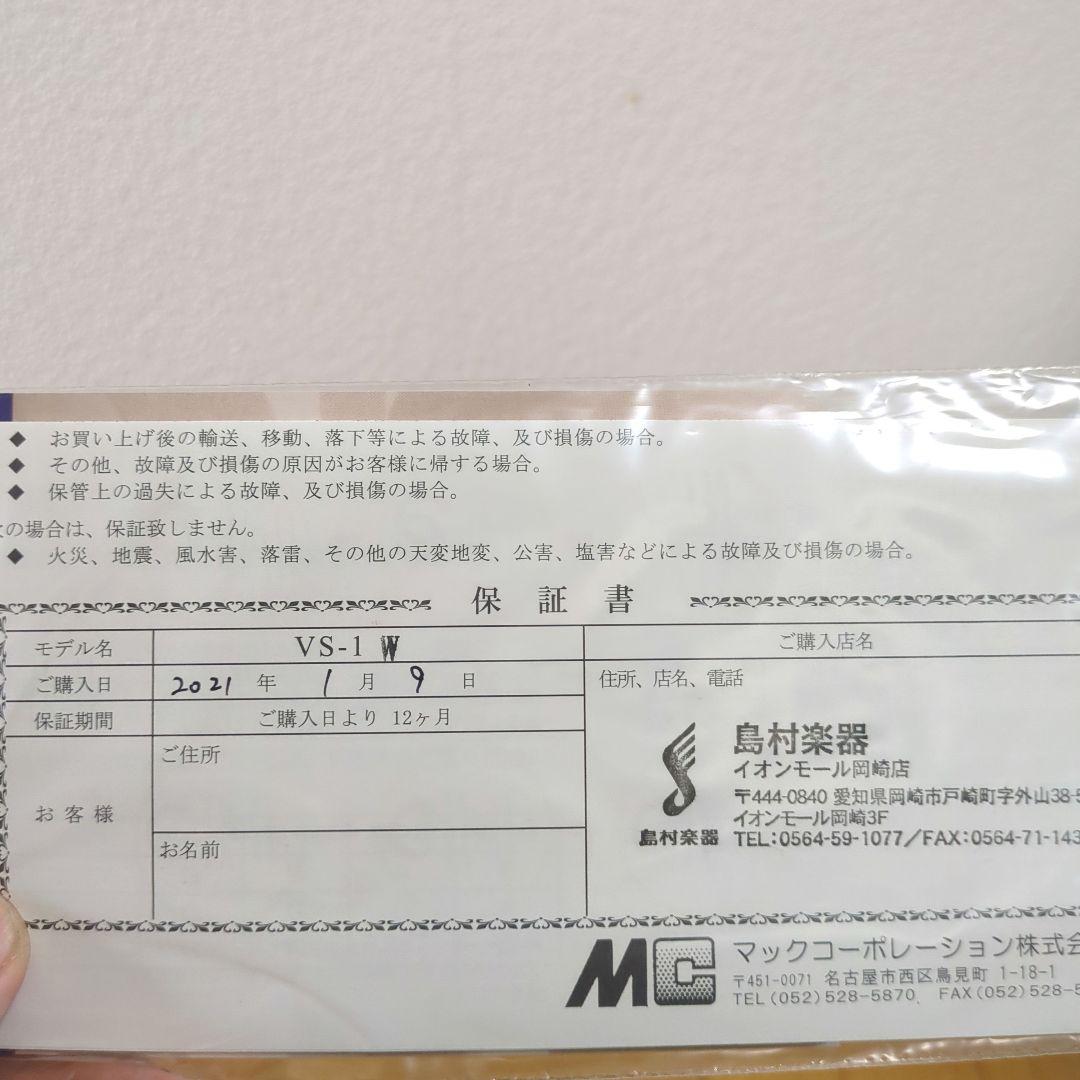 ◆ お買い上げ後の輸送、移動、落下等による故障、及び損傷の場合。
◆ その他、故障及び損傷の原因がお客様に帰する場合。
◆ 保管上の過失による故障、及び損傷の場合。
の場合は、保証致しません。
◆ 火災、地震、風水害、落雷、その他の天変地変、公害、塩害などによる故障及び損傷の場合。
保 証 書
モデル名 VS-1 W
ご購入日 2021 年 1 月 9 日
保証期間 ご購入日より 12ヶ月
お 客 様
ご住所
お名前
ご購入店名
住所、店名、電話
島村楽器
イオンモール岡崎店
〒444-0840 愛知県岡崎市戸崎町字外山38-5
イオンモール岡崎3F
島村楽器 TEL:0564-59-1077/FAX:0564-71-143
MC マックコーポレーション株式会
〒451-0071 名古屋市西区鳥見町 1-18-1
TEL(052)528-5870. FAX(052)528-5